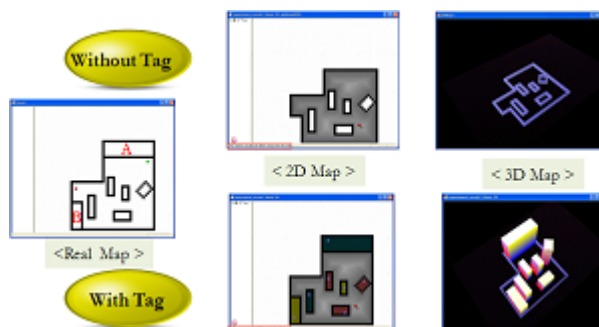 Without Tag
A
B
< 2D Map >
< 3D Map >
<Real Map >
With Tag